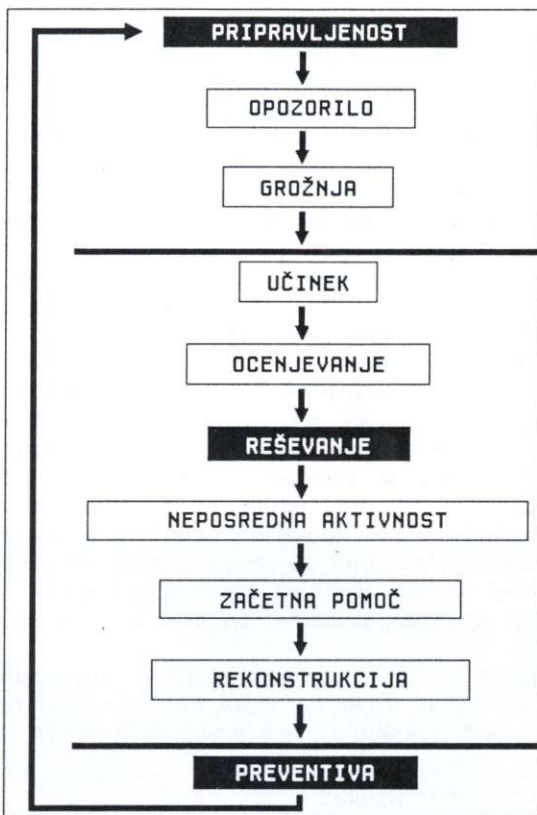 PRIPRAVLJENOST
OPOZORILO
GROŽNJA
UČINEK
OCENJEVANJE
REŠEVANJE
NEPOSREDNA AKTIVNOST
ZAČETNA POMOČ
REKONSTRUKCIJA
PREVENTIVA